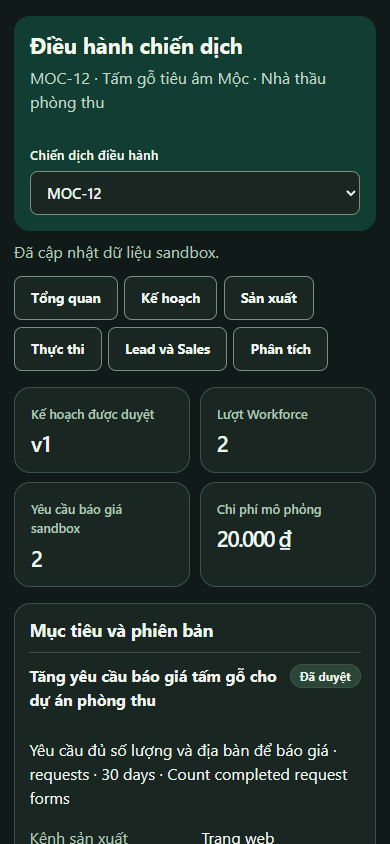 Điều hành chiến dịch
MOC-12 · Tấm gỗ tiêu âm Mộc · Nhà thầu
phòng thu
Chiến dịch điều hành
MOC-12
Đã cập nhật dữ liệu sandbox.
Tổng quan
Kế hoạch
Sản xuất
Thực thi
Lead và Sales
Phân tích
Kế hoạch được duyệt
v1
Lượt Workforce
2
Yêu cầu báo giá
sandbox
2
Chi phí mô phỏng
20.000 ₫
Mục tiêu và phiên bản
Tăng yêu cầu báo giá tấm gỗ cho
dự án phòng thu
Đã duyệt
Yêu cầu đủ số lượng và địa bàn để báo giá ·
requests · 30 days · Count completed request
forms
Kênh sản xuất
Trang web